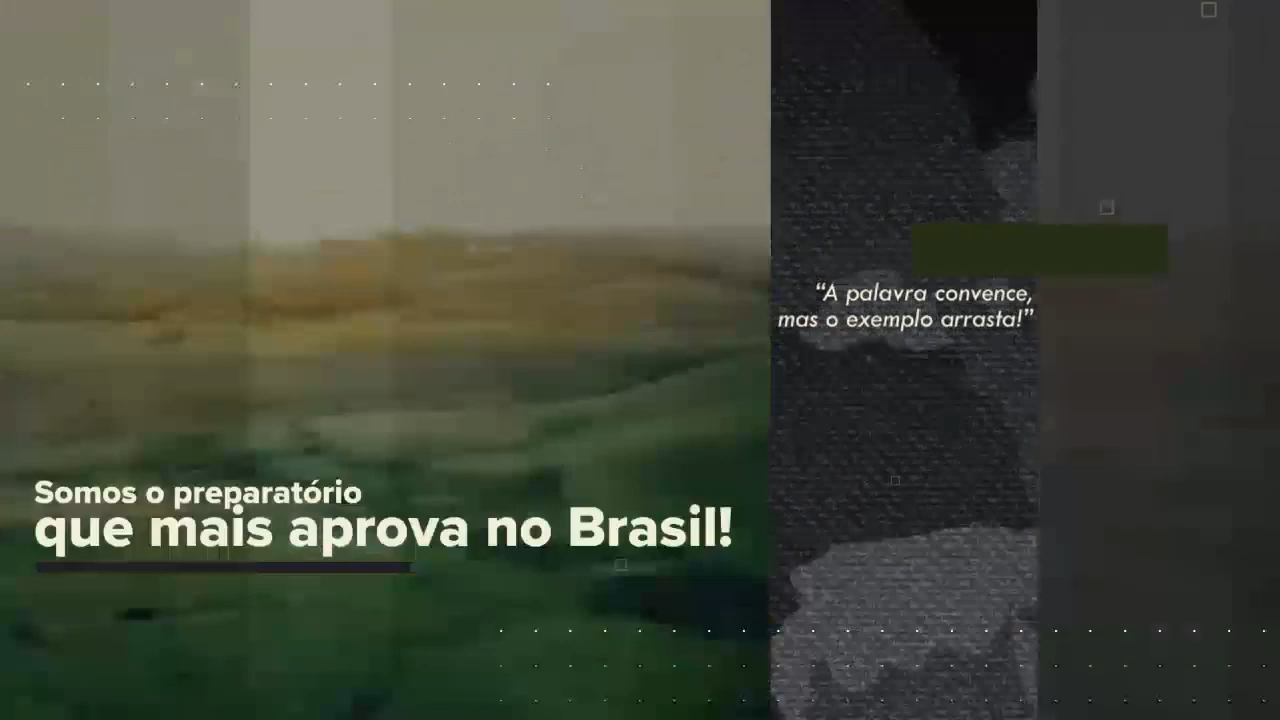 “A palavra convence,
mas o exemplo arrasta!”
Somos o preparatório
que mais aprova no Brasil!